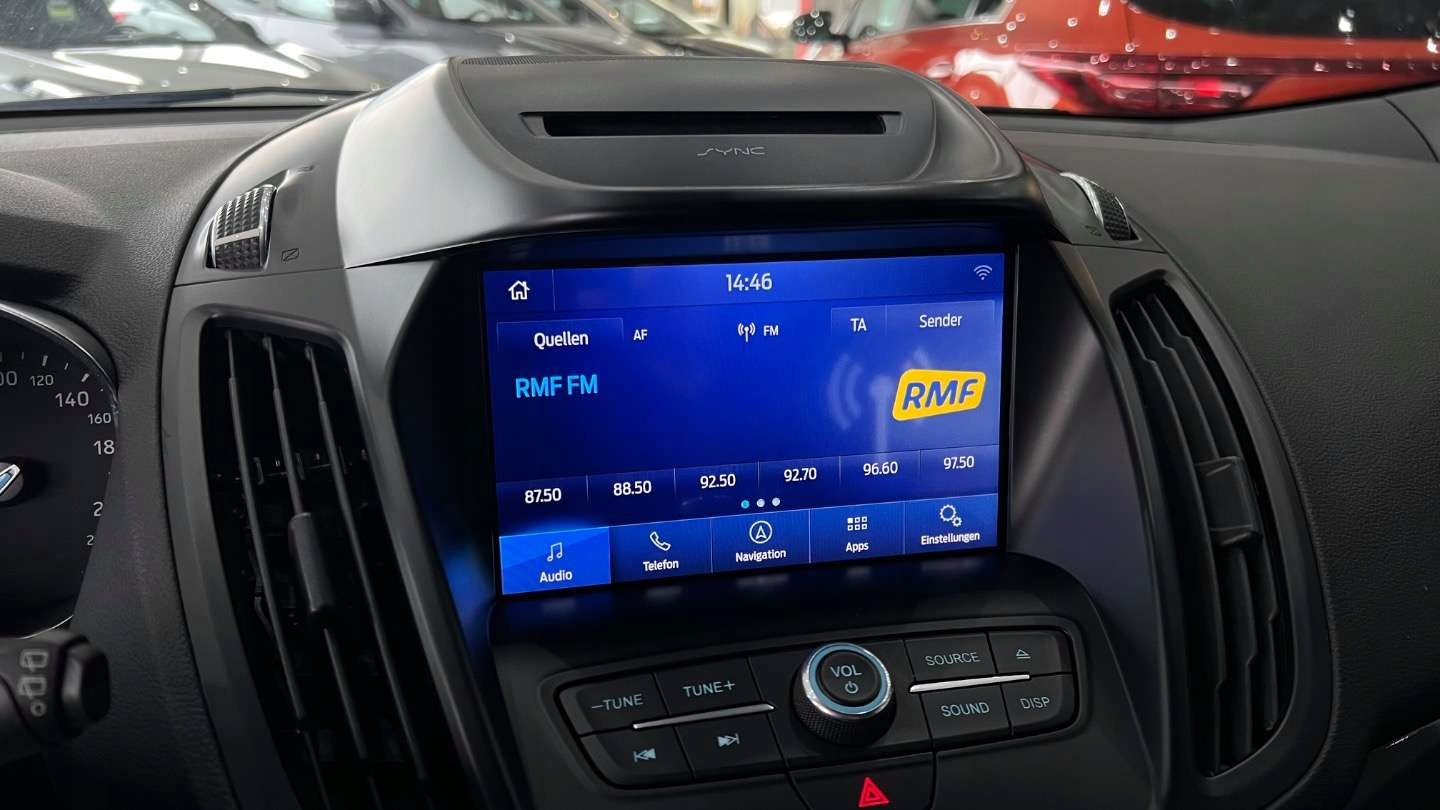 SYNC
14:46
Quellen AF FM TA Sender
RMF FM
RMF
87.50 88.50 92.50 92.70 96.60 97.50
Audio Telefon Navigation Apps Einstellungen
120
140
160
–TUNE TUNE+ VOL SOURCE
SOUND DISP